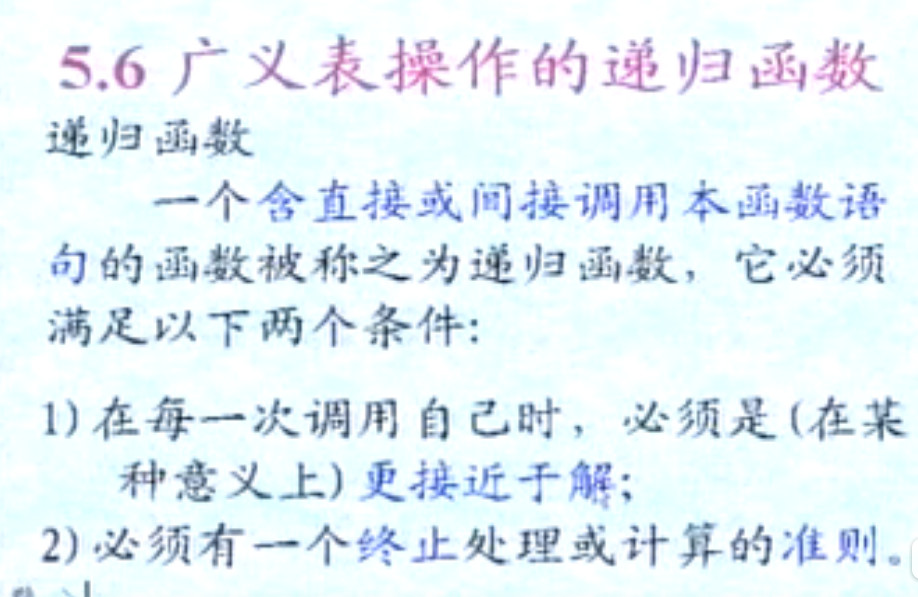 5.6 广义表操作的递归函数
递归函数
一个含直接或间接调用本函数语
句的函数被称之为递归函数，它必须
满足以下两个条件：
1) 在每一次调用自己时，必须是(在某
种意义上)更接近于解；
2) 必须有一个终止处理或计算的准则。